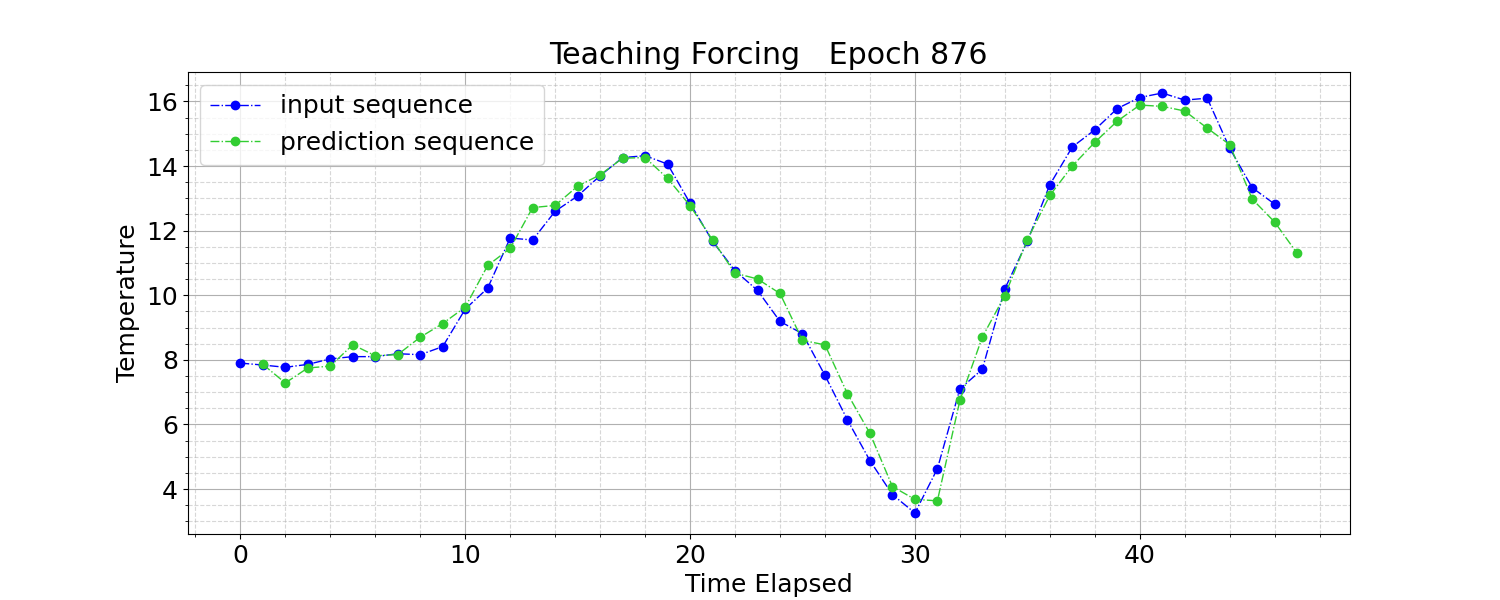 Teaching Forcing   Epoch 876
input sequence
prediction sequence
16
14
12
10
8
6
4
Temperature
0 10 20 30 40
Time Elapsed